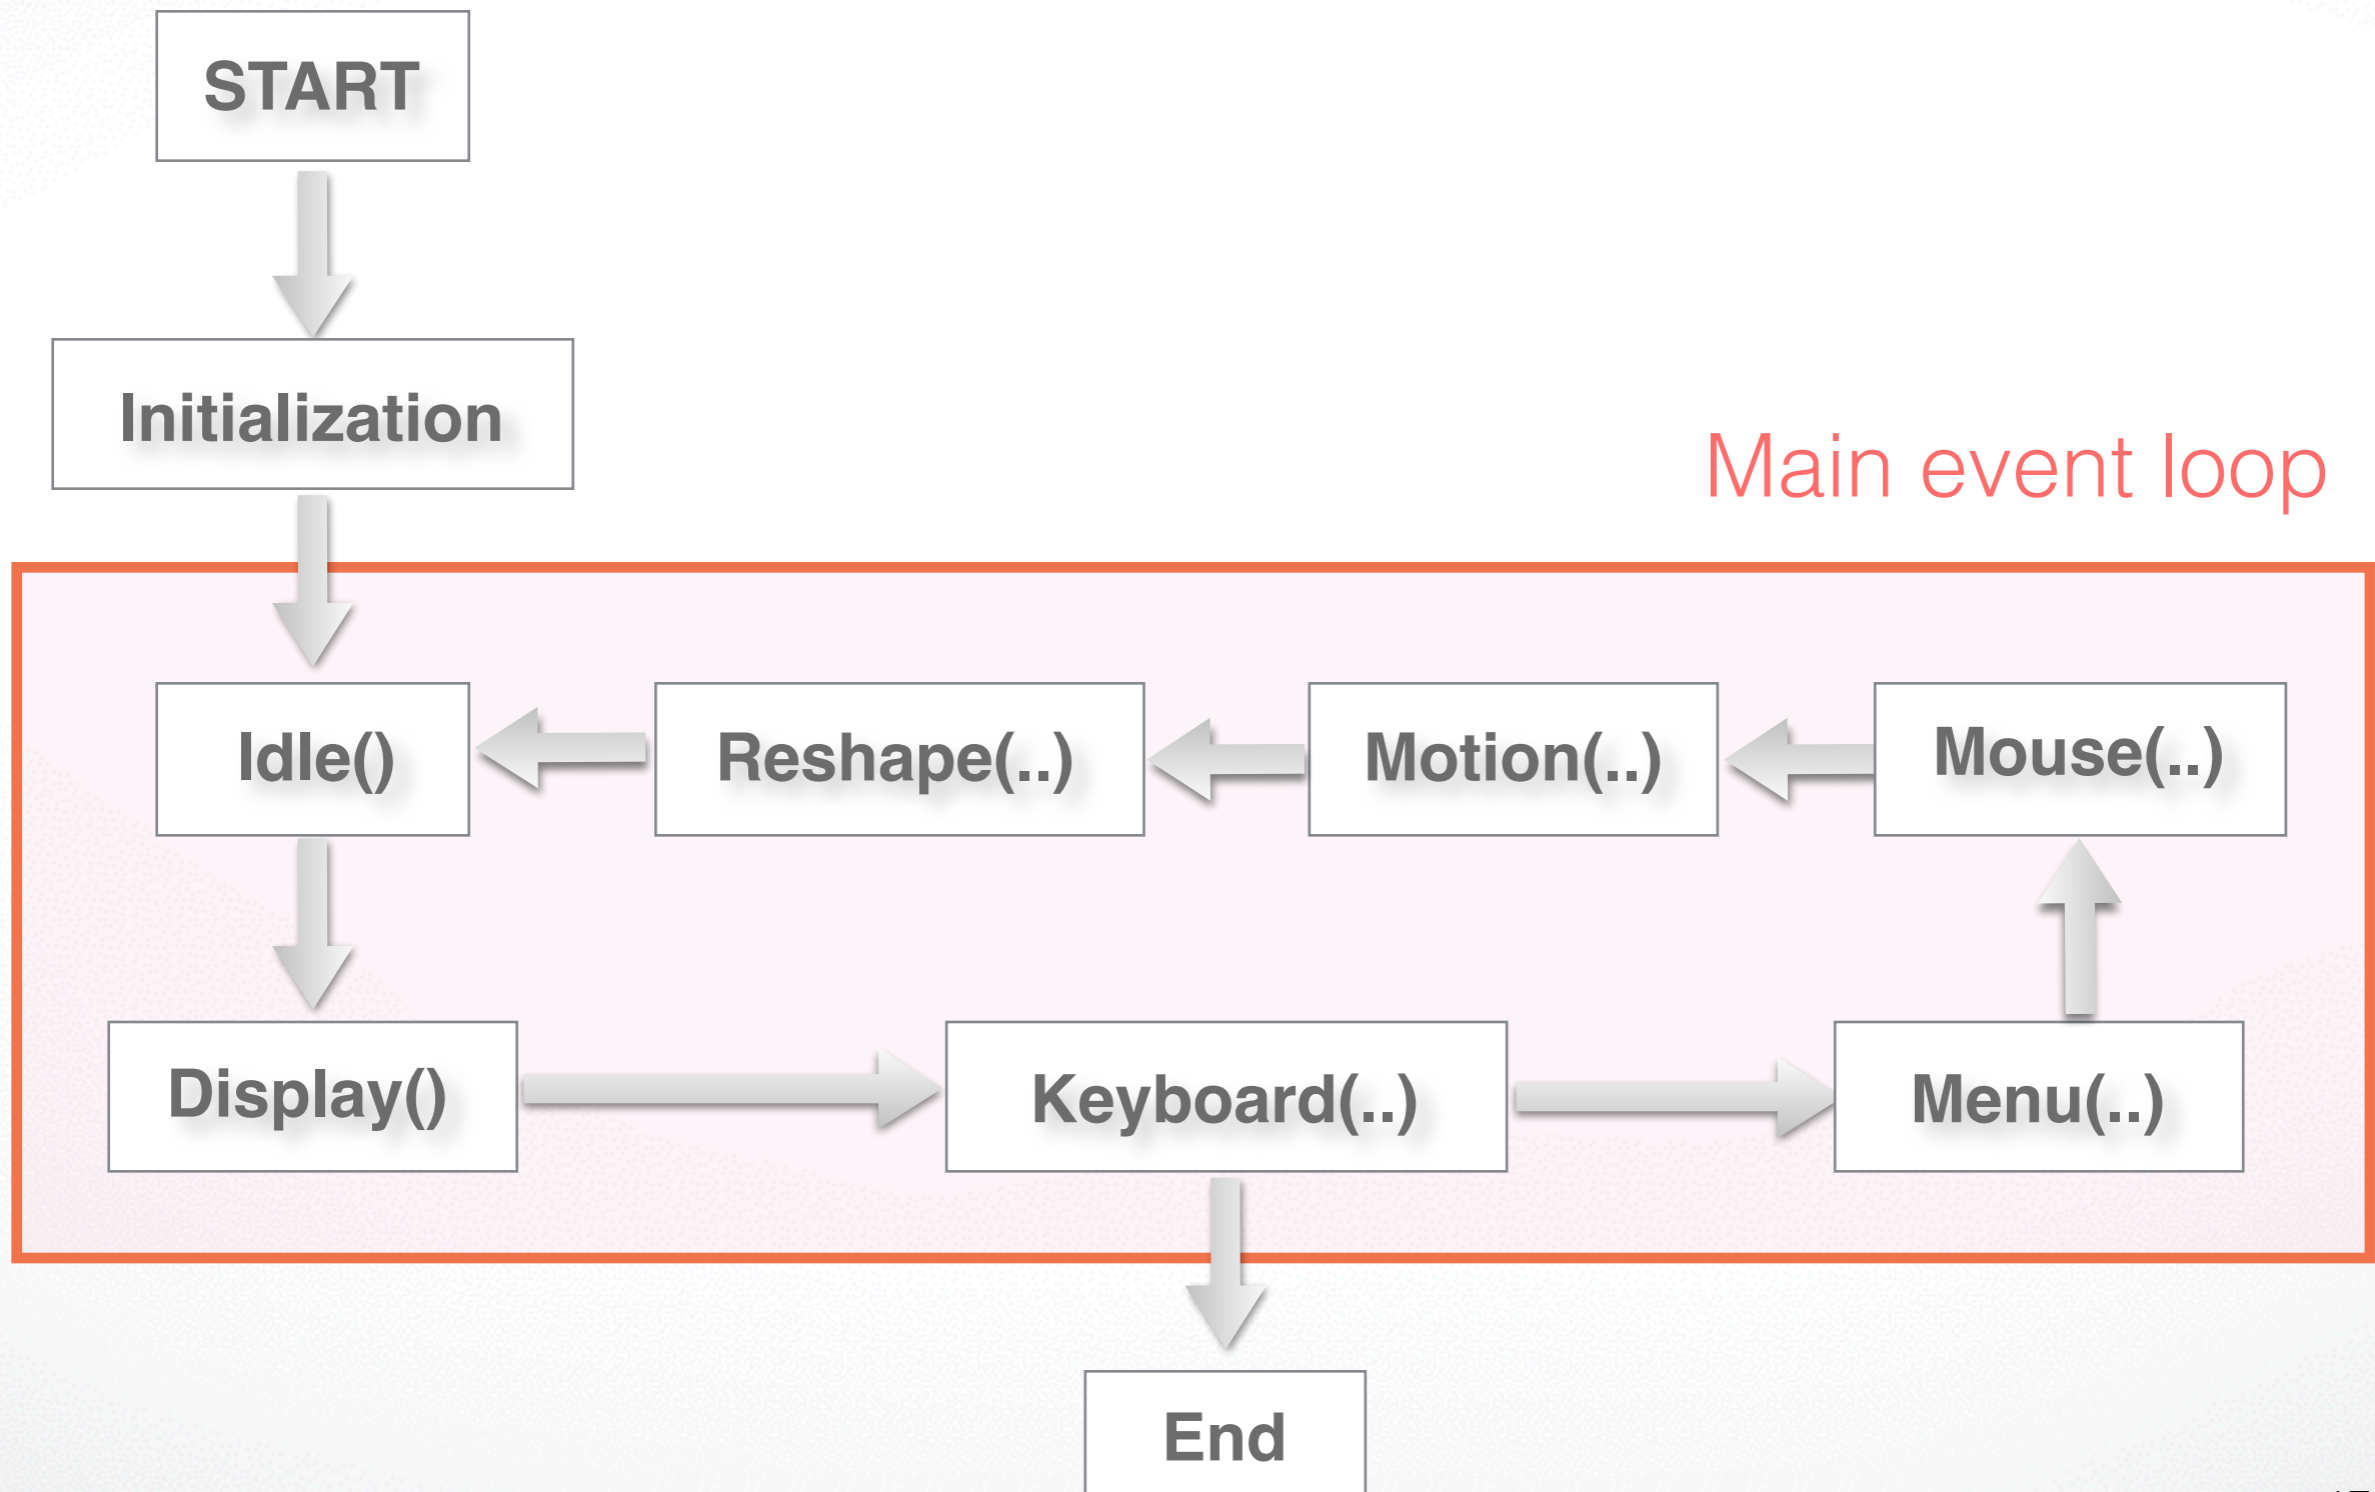 START
Initialization
Main event loop
Idle()
Reshape(..)
Motion(..)
Mouse(..)
Display()
Keyboard(..)
Menu(..)
End